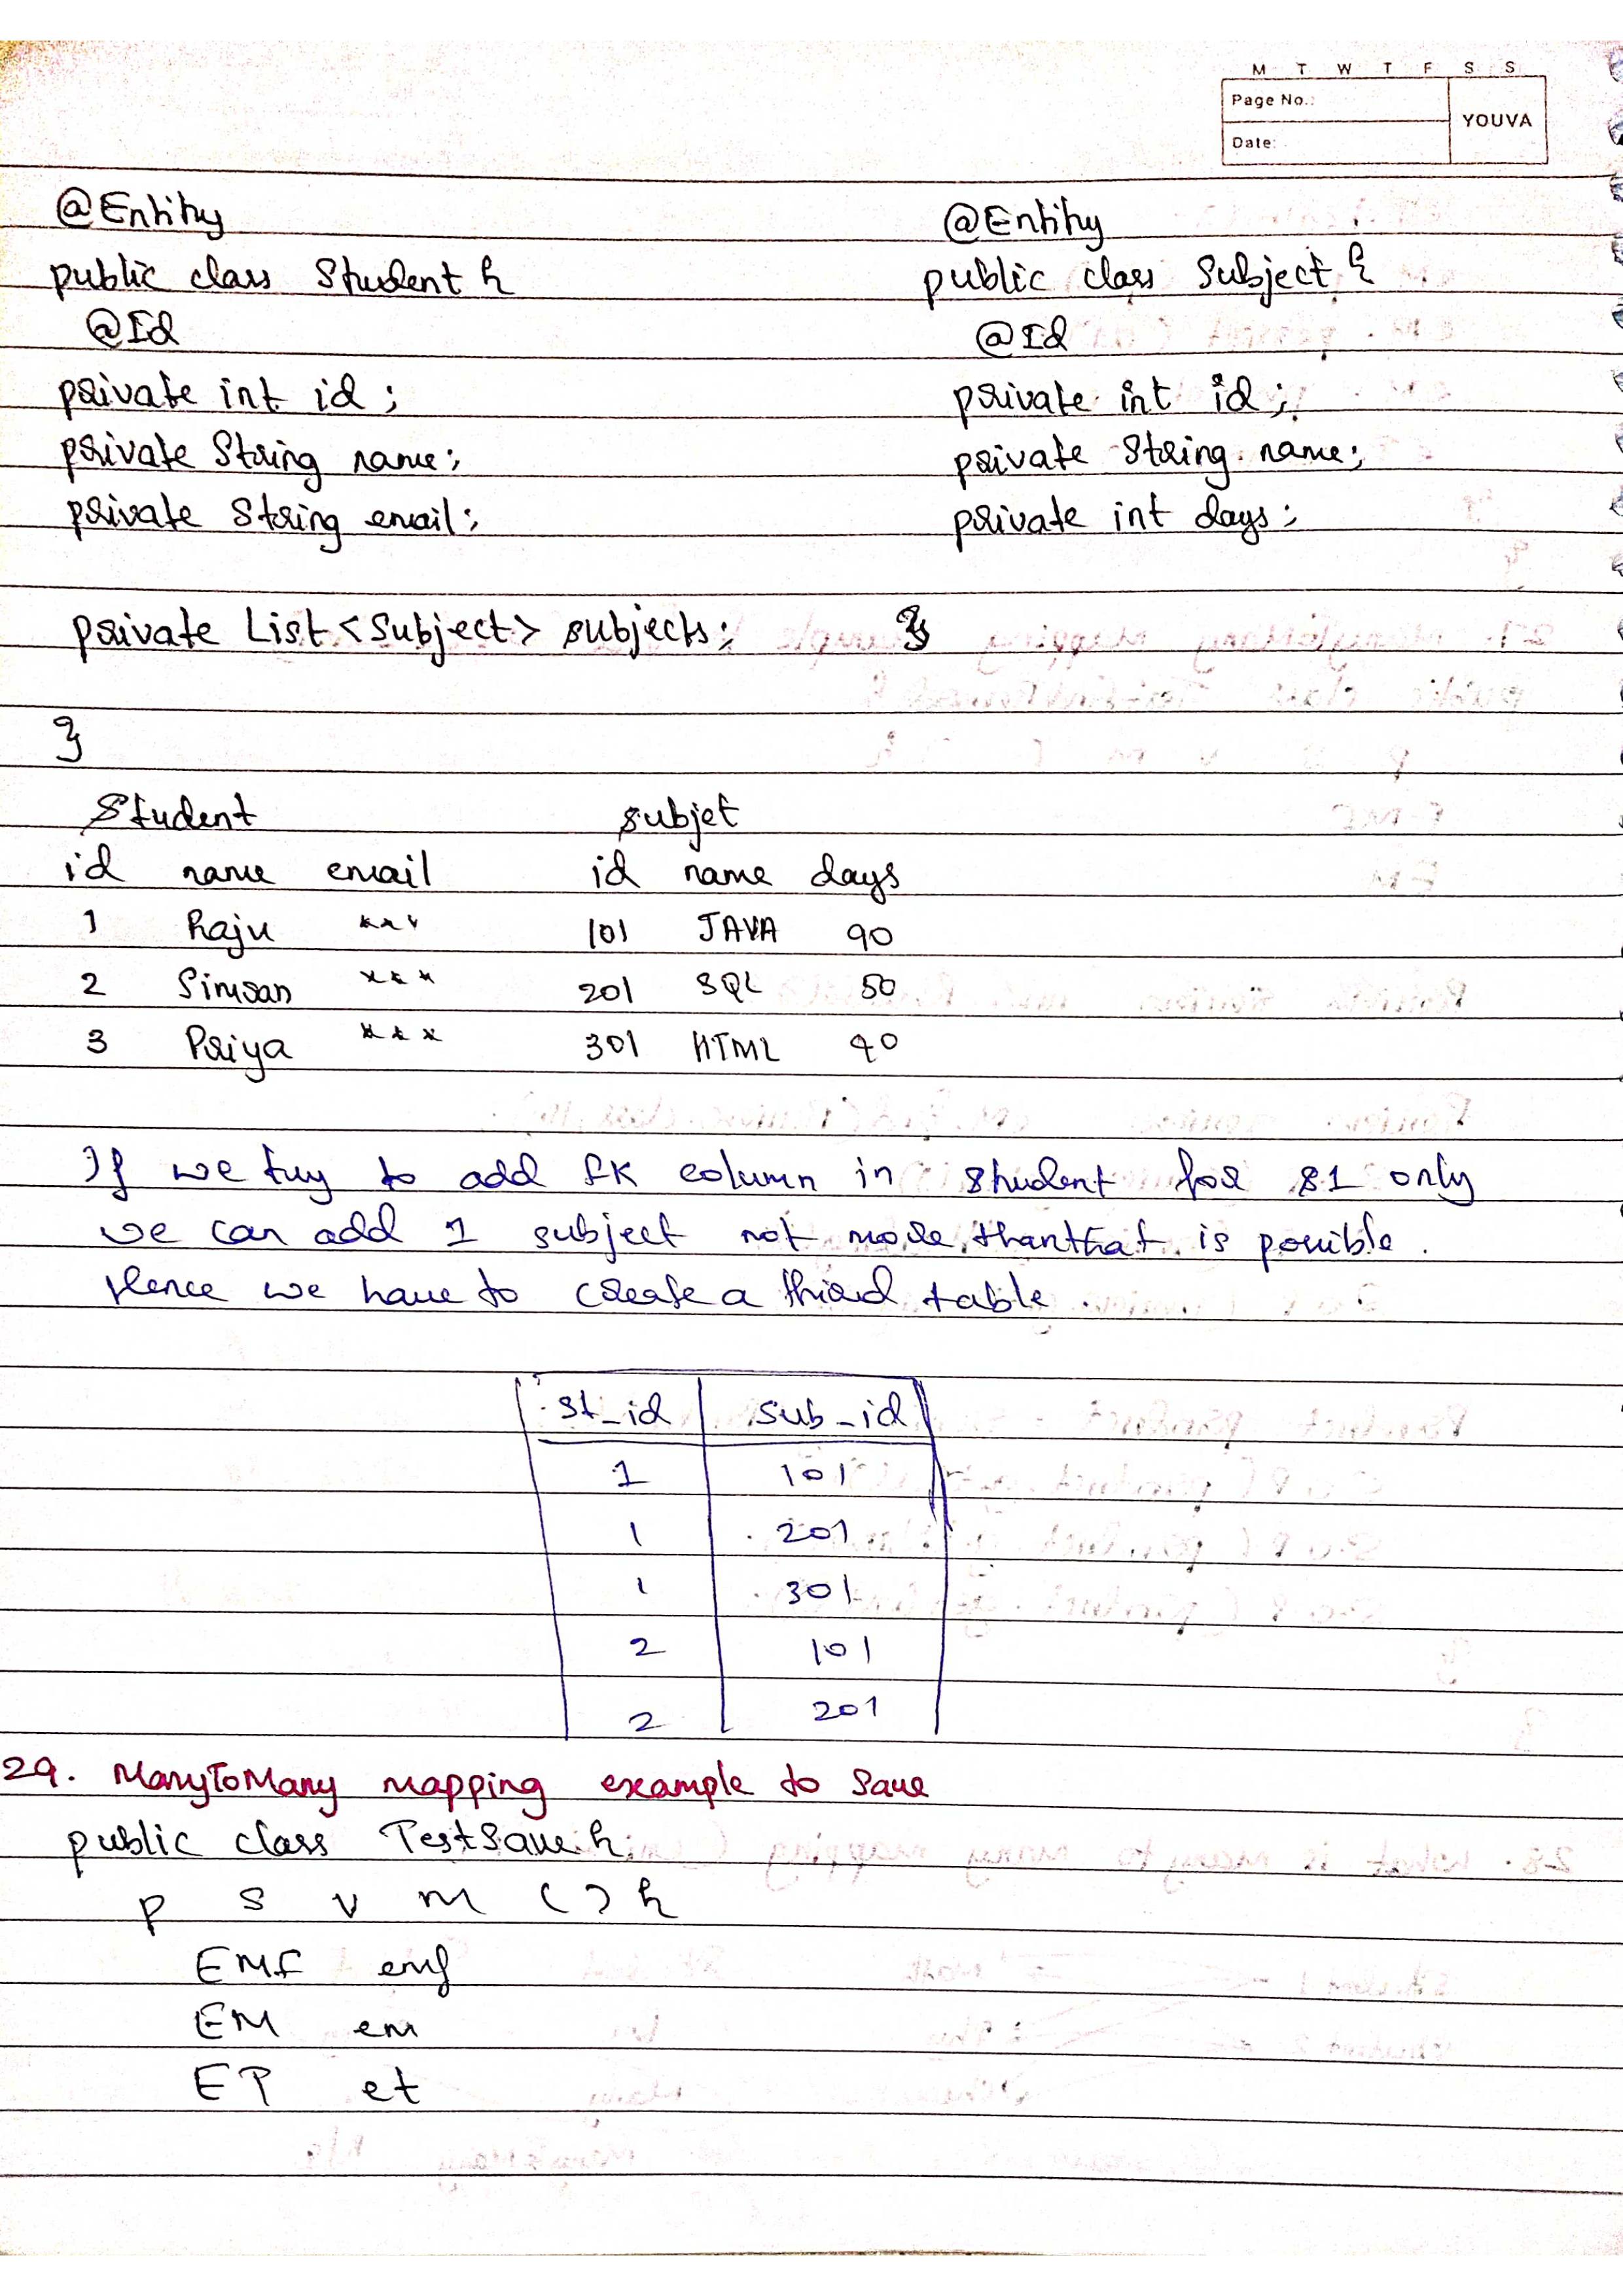 M T W T F S S
Page No.:
YOUVA
Date:
@Entity @Entity
public class Student { public class Subject {
@Id @Id
private int id ; private int id ;
private String name ; private String name ;
private String email ; private int days ;
private List <Subject> subjects ; }
}
Student subjet
id name email id name days
1 Raju *** 101 JAVA 90
2 Simran *** 201 SQL 50
3 Priya *** 301 HTML 40
If we try to add FK column in student for S1 only
we can add 1 subject not more than that is possible.
Hence we have to create a third table .
st_id sub_id
1 101
1 201
1 301
2 101
2 201
29. ManyToMany mapping example to save
public class TestSave {
p s v m ( ) {
EMF emf
EM em
ET et